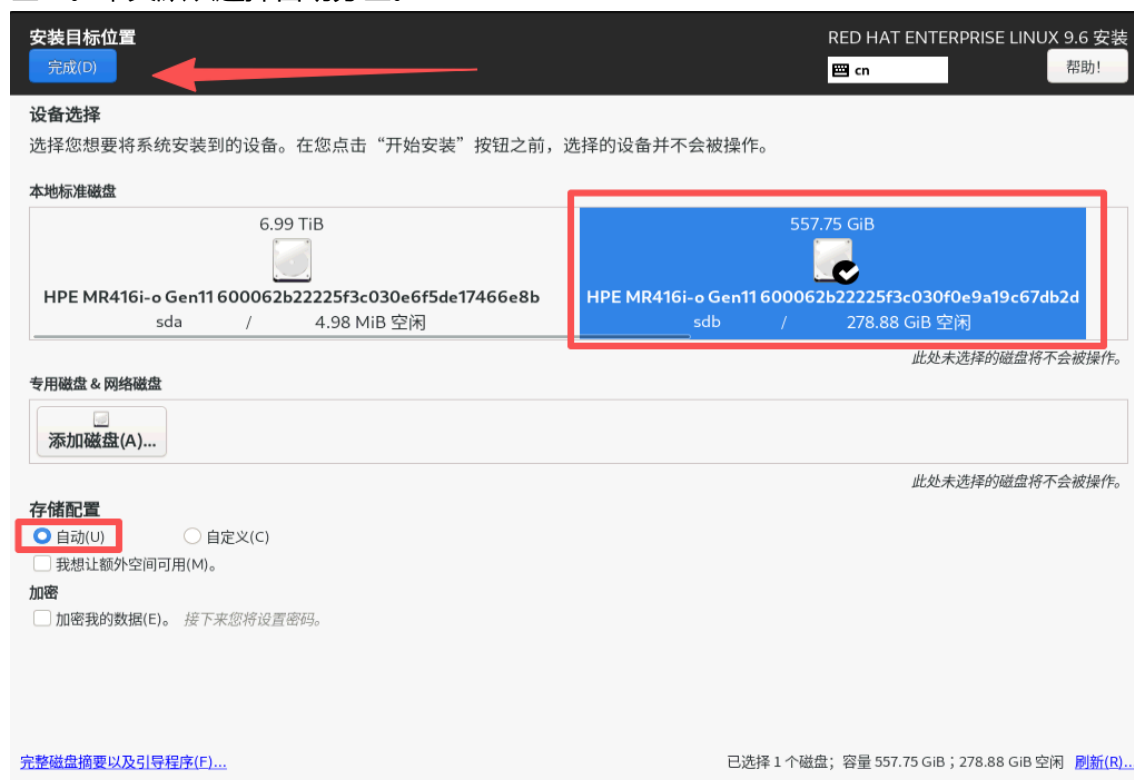 安装目标位置
RED HAT ENTERPRISE LINUX 9.6 安装
完成(D)
cn
帮助！
设备选择
选择您想要将系统安装到的设备。在您点击“开始安装”按钮之前，选择的设备并不会被操作。
本地标准磁盘
6.99 TiB
HPE MR416i-o Gen11 600062b22225f3c030e6f5de17466e8b
sda / 4.98 MiB 空闲
557.75 GiB
HPE MR416i-o Gen11 600062b22225f3c030f0e9a19c67db2d
sdb / 278.88 GiB 空闲
此处未选择的磁盘将不会被操作。
专用磁盘 & 网络磁盘
添加磁盘(A)...
此处未选择的磁盘将不会被操作。
存储配置
自动(U)
自定义(C)
我想让额外空间可用(M)。
加密
加密我的数据(E)。 接下来您将设置密码。
完整磁盘摘要以及引导程序(F)...
已选择 1 个磁盘；容量 557.75 GiB；278.88 GiB 空闲 刷新(R)...